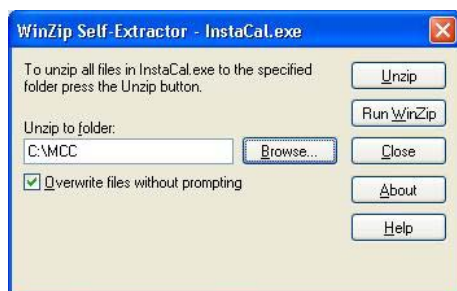 WinZip Self-Extractor - InstaCal.exe
To unzip all files in InstaCal.exe to the specified
folder press the Unzip button.
Unzip to folder:
C:\MCC
Browse...
Overwrite files without prompting
Unzip
Run WinZip
Close
About
Help